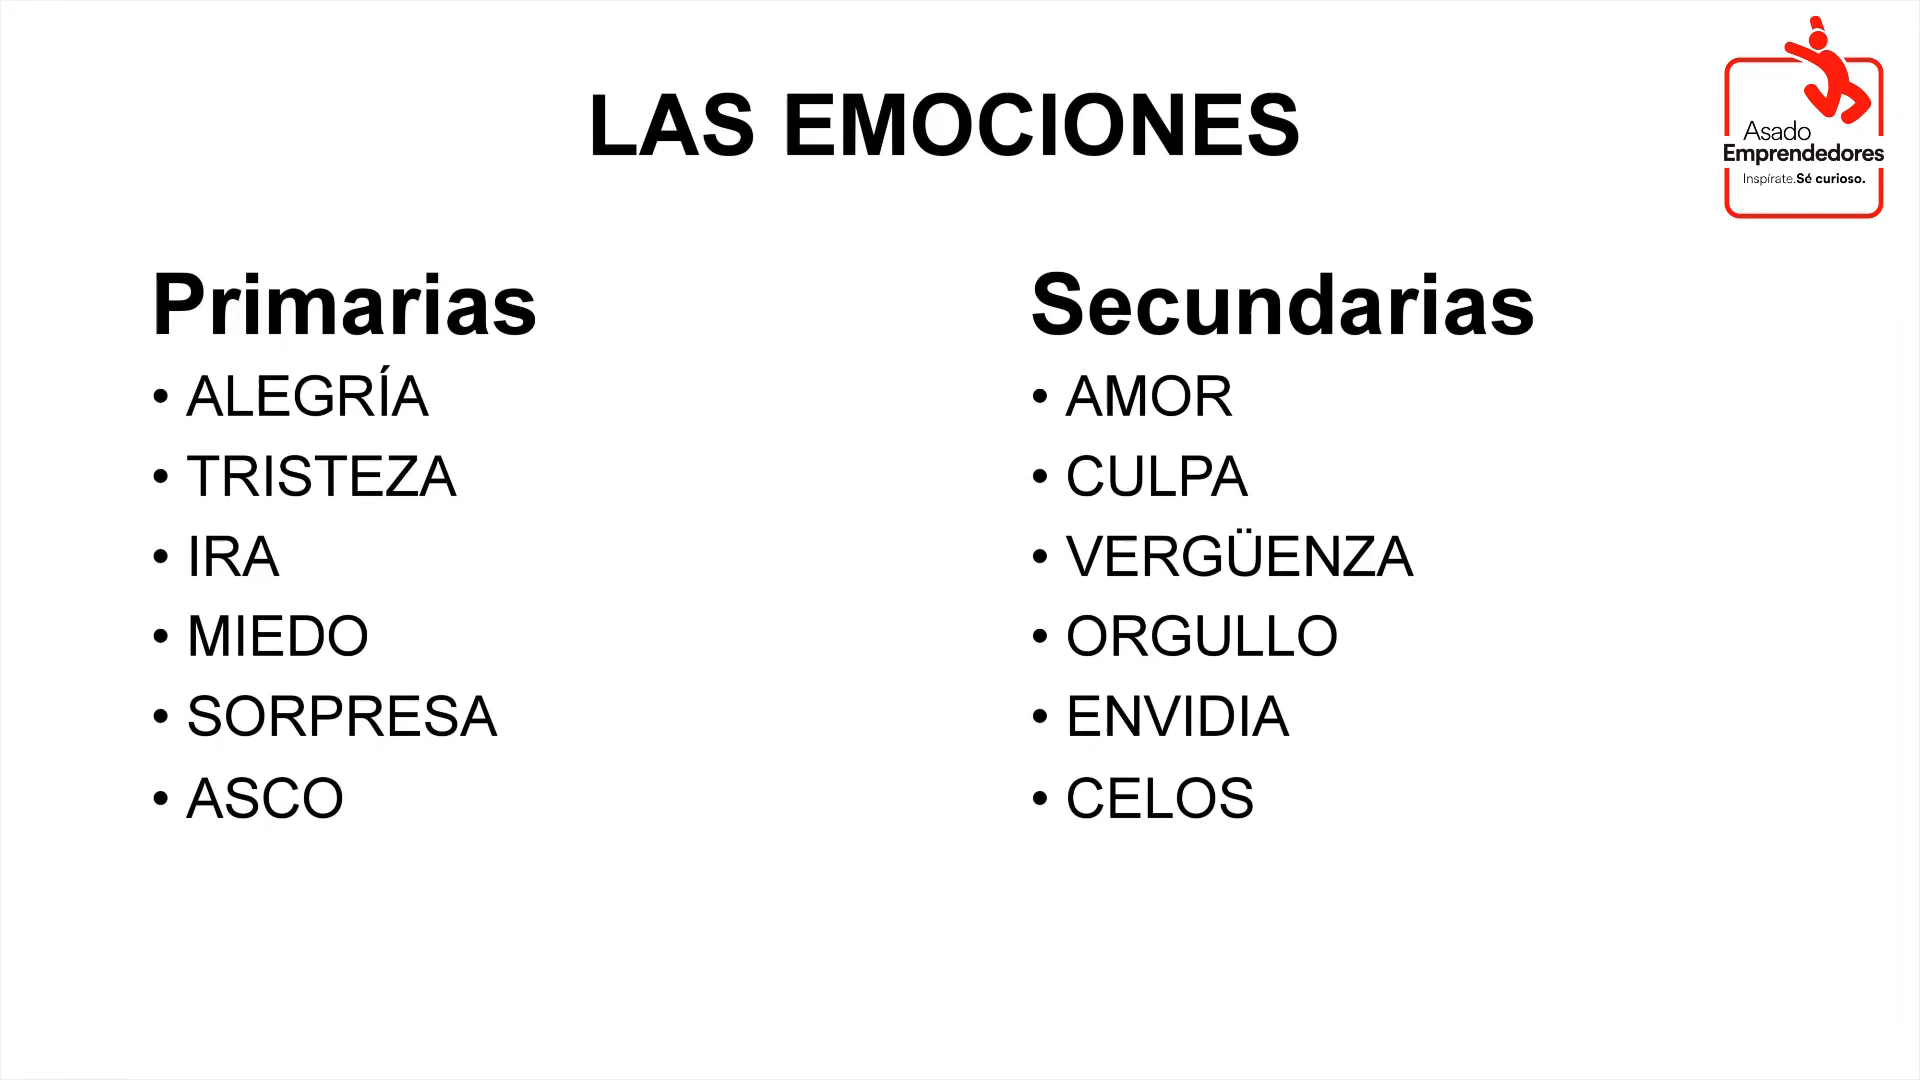 LAS EMOCIONES
Asado
Emprendedores
Inspírate.Sé curioso.
Primarias
• ALEGRÍA
• TRISTEZA
• IRA
• MIEDO
• SORPRESA
• ASCO
Secundarias
• AMOR
• CULPA
• VERGÜENZA
• ORGULLO
• ENVIDIA
• CELOS